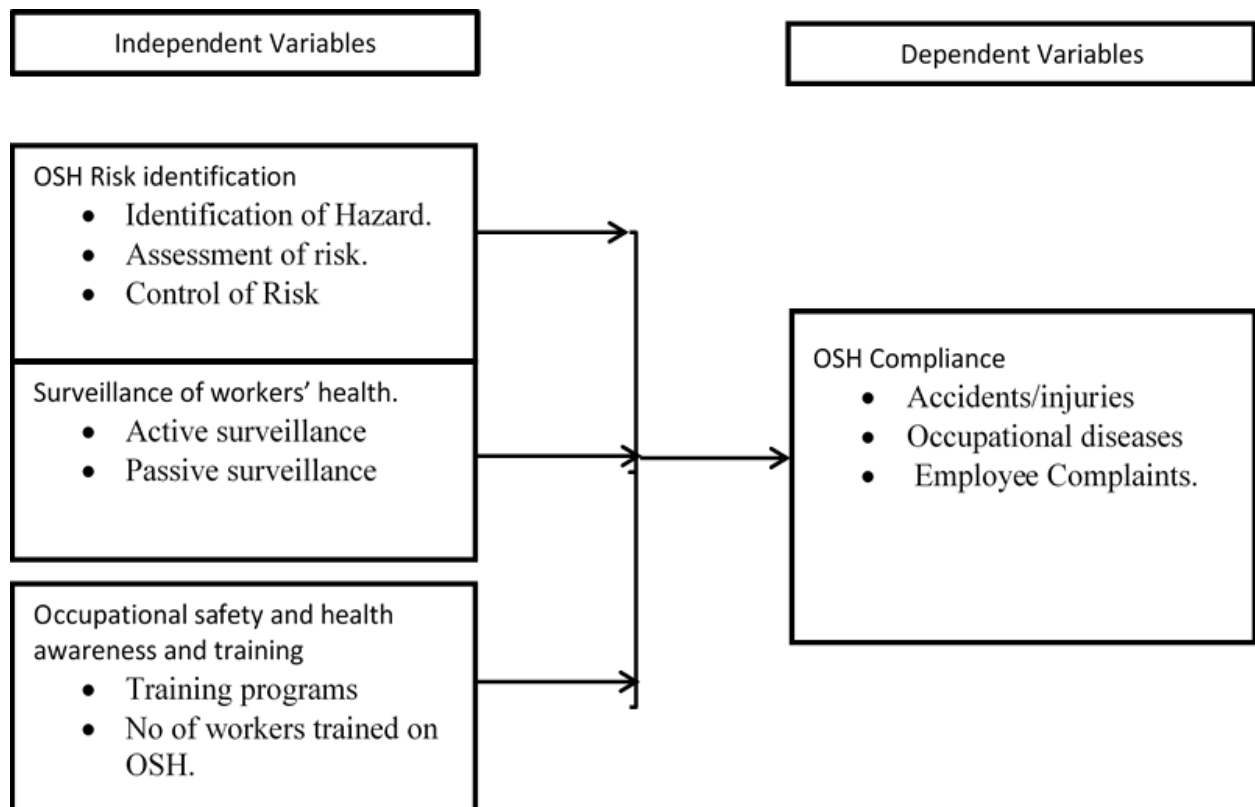 Independent Variables
Dependent Variables
OSH Risk identification
• Identification of Hazard.
• Assessment of risk.
• Control of Risk
Surveillance of workers’ health.
• Active surveillance
• Passive surveillance
Occupational safety and health
awareness and training
• Training programs
• No of workers trained on
OSH.
OSH Compliance
• Accidents/injuries
• Occupational diseases
• Employee Complaints.